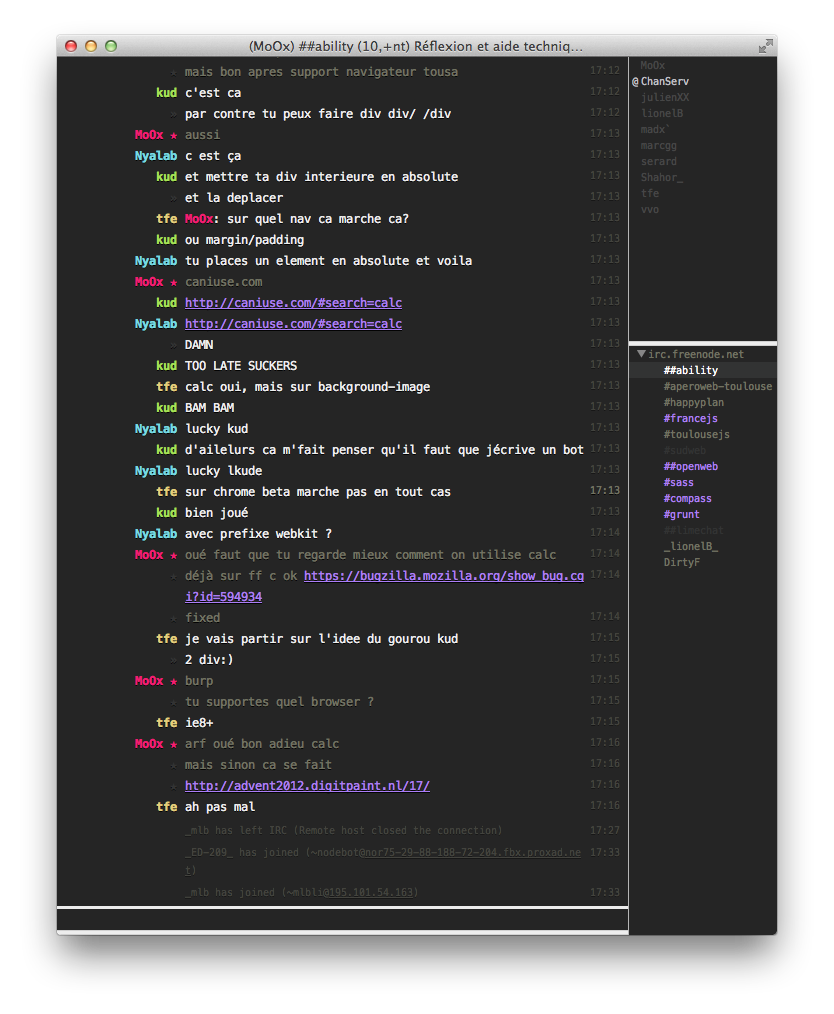 (MoOx) ##ability (10,+nt) Réflexion et aide techniq...
mais bon apres support navigateur tousa 17:12
kud c'est ca 17:12
par contre tu peux faire div div/ /div 17:12
MoOx ★ aussi 17:13
Nyalab c est ça 17:13
kud et mettre ta div interieure en absolute 17:13
et la deplacer 17:13
tfe MoOx: sur quel nav ca marche ca? 17:13
kud ou margin/padding 17:13
Nyalab tu places un element en absolute et voila 17:13
MoOx ★ caniuse.com 17:13
kud http://caniuse.com/#search=calc 17:13
Nyalab http://caniuse.com/#search=calc 17:13
DAMN 17:13
kud TOO LATE SUCKERS 17:13
tfe calc oui, mais sur background-image 17:13
kud BAM BAM 17:13
Nyalab lucky kud 17:13
kud d'ailelurs ca m'fait penser qu'il faut que jécrive un bot 17:13
Nyalab lucky lkude 17:13
tfe sur chrome beta marche pas en tout cas 17:13
kud bien joué 17:13
Nyalab avec prefixe webkit ? 17:14
MoOx ★ oué faut que tu regarde mieux comment on utilise calc 17:14
déjà sur ff c ok https://bugzilla.mozilla.org/show_bug.cg 17:14
i?id=594934
fixed 17:14
tfe je vais partir sur l'idee du gourou kud 17:15
2 div:) 17:15
MoOx ★ burp 17:15
tu supportes quel browser ? 17:15
tfe ie8+ 17:15
MoOx ★ arf oué bon adieu calc 17:16
mais sinon ca se fait 17:16
http://advent2012.digitpaint.nl/17/ 17:16
tfe ah pas mal 17:16
_mlb has left IRC (Remote host closed the connection) 17:27
_ED-209_ has joined (~nodebot@nor75-29-88-188-72-204.fbx.proxad.ne 17:33
t)
_mlb has joined (~mlbli@195.101.54.163) 17:33
MoOx
@ChanServ
julienXX
lionelB
madx`
marcgg
serard
Shahor_
tfe
vvo
▼ irc.freenode.net
##ability
#aperoweb-toulouse
#happyplan
#francejs
#toulousejs
#sudweb
##openweb
#sass
#compass
#grunt
##limechat
_lionelB_
DirtyF